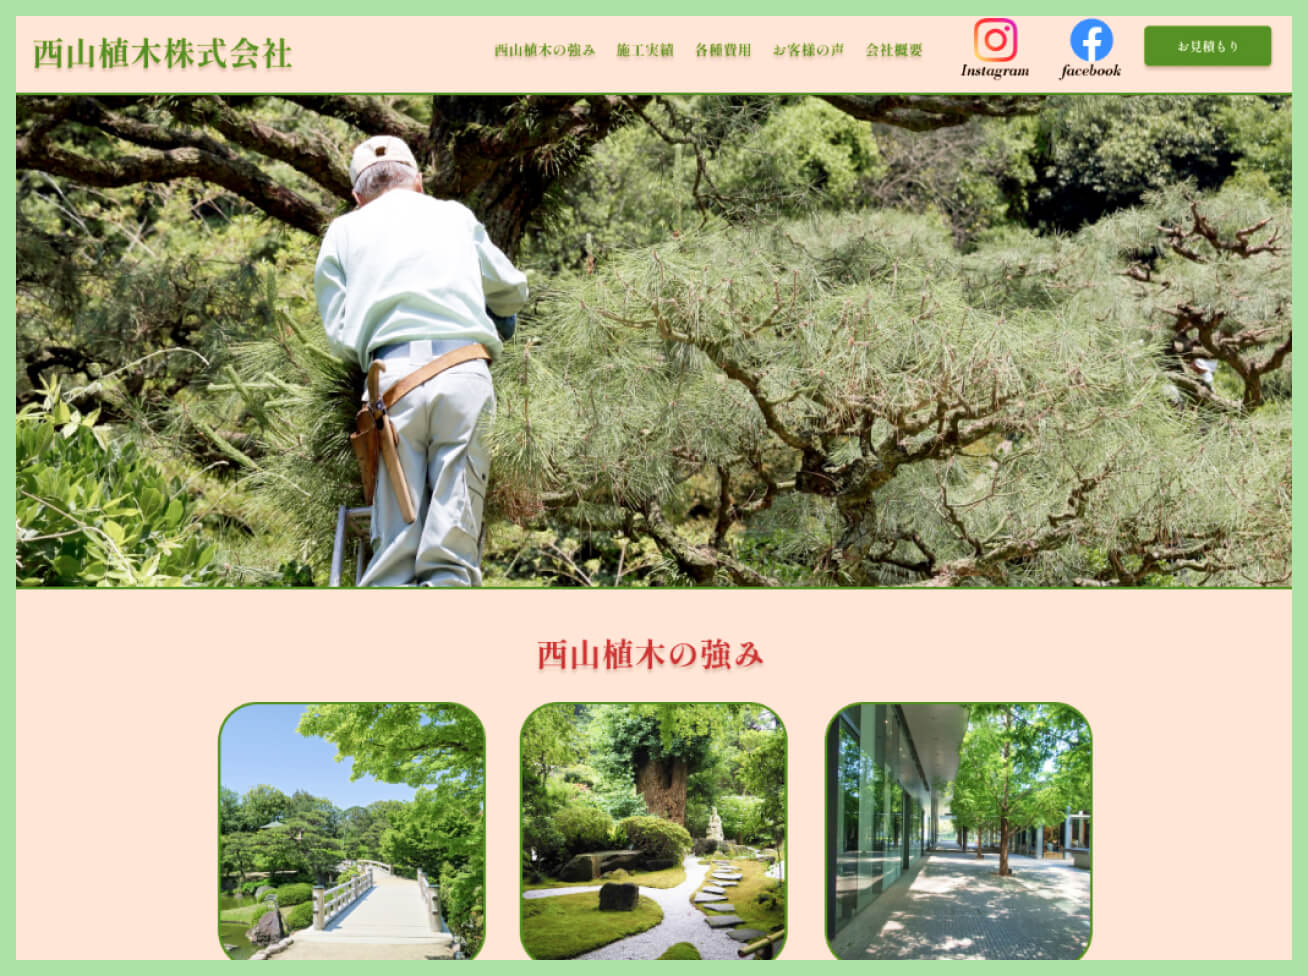 西山植木株式会社
西山植木の強み 施工実績 各種費用 お客様の声 会社概要
Instagram facebook
お見積もり
西山植木の強み